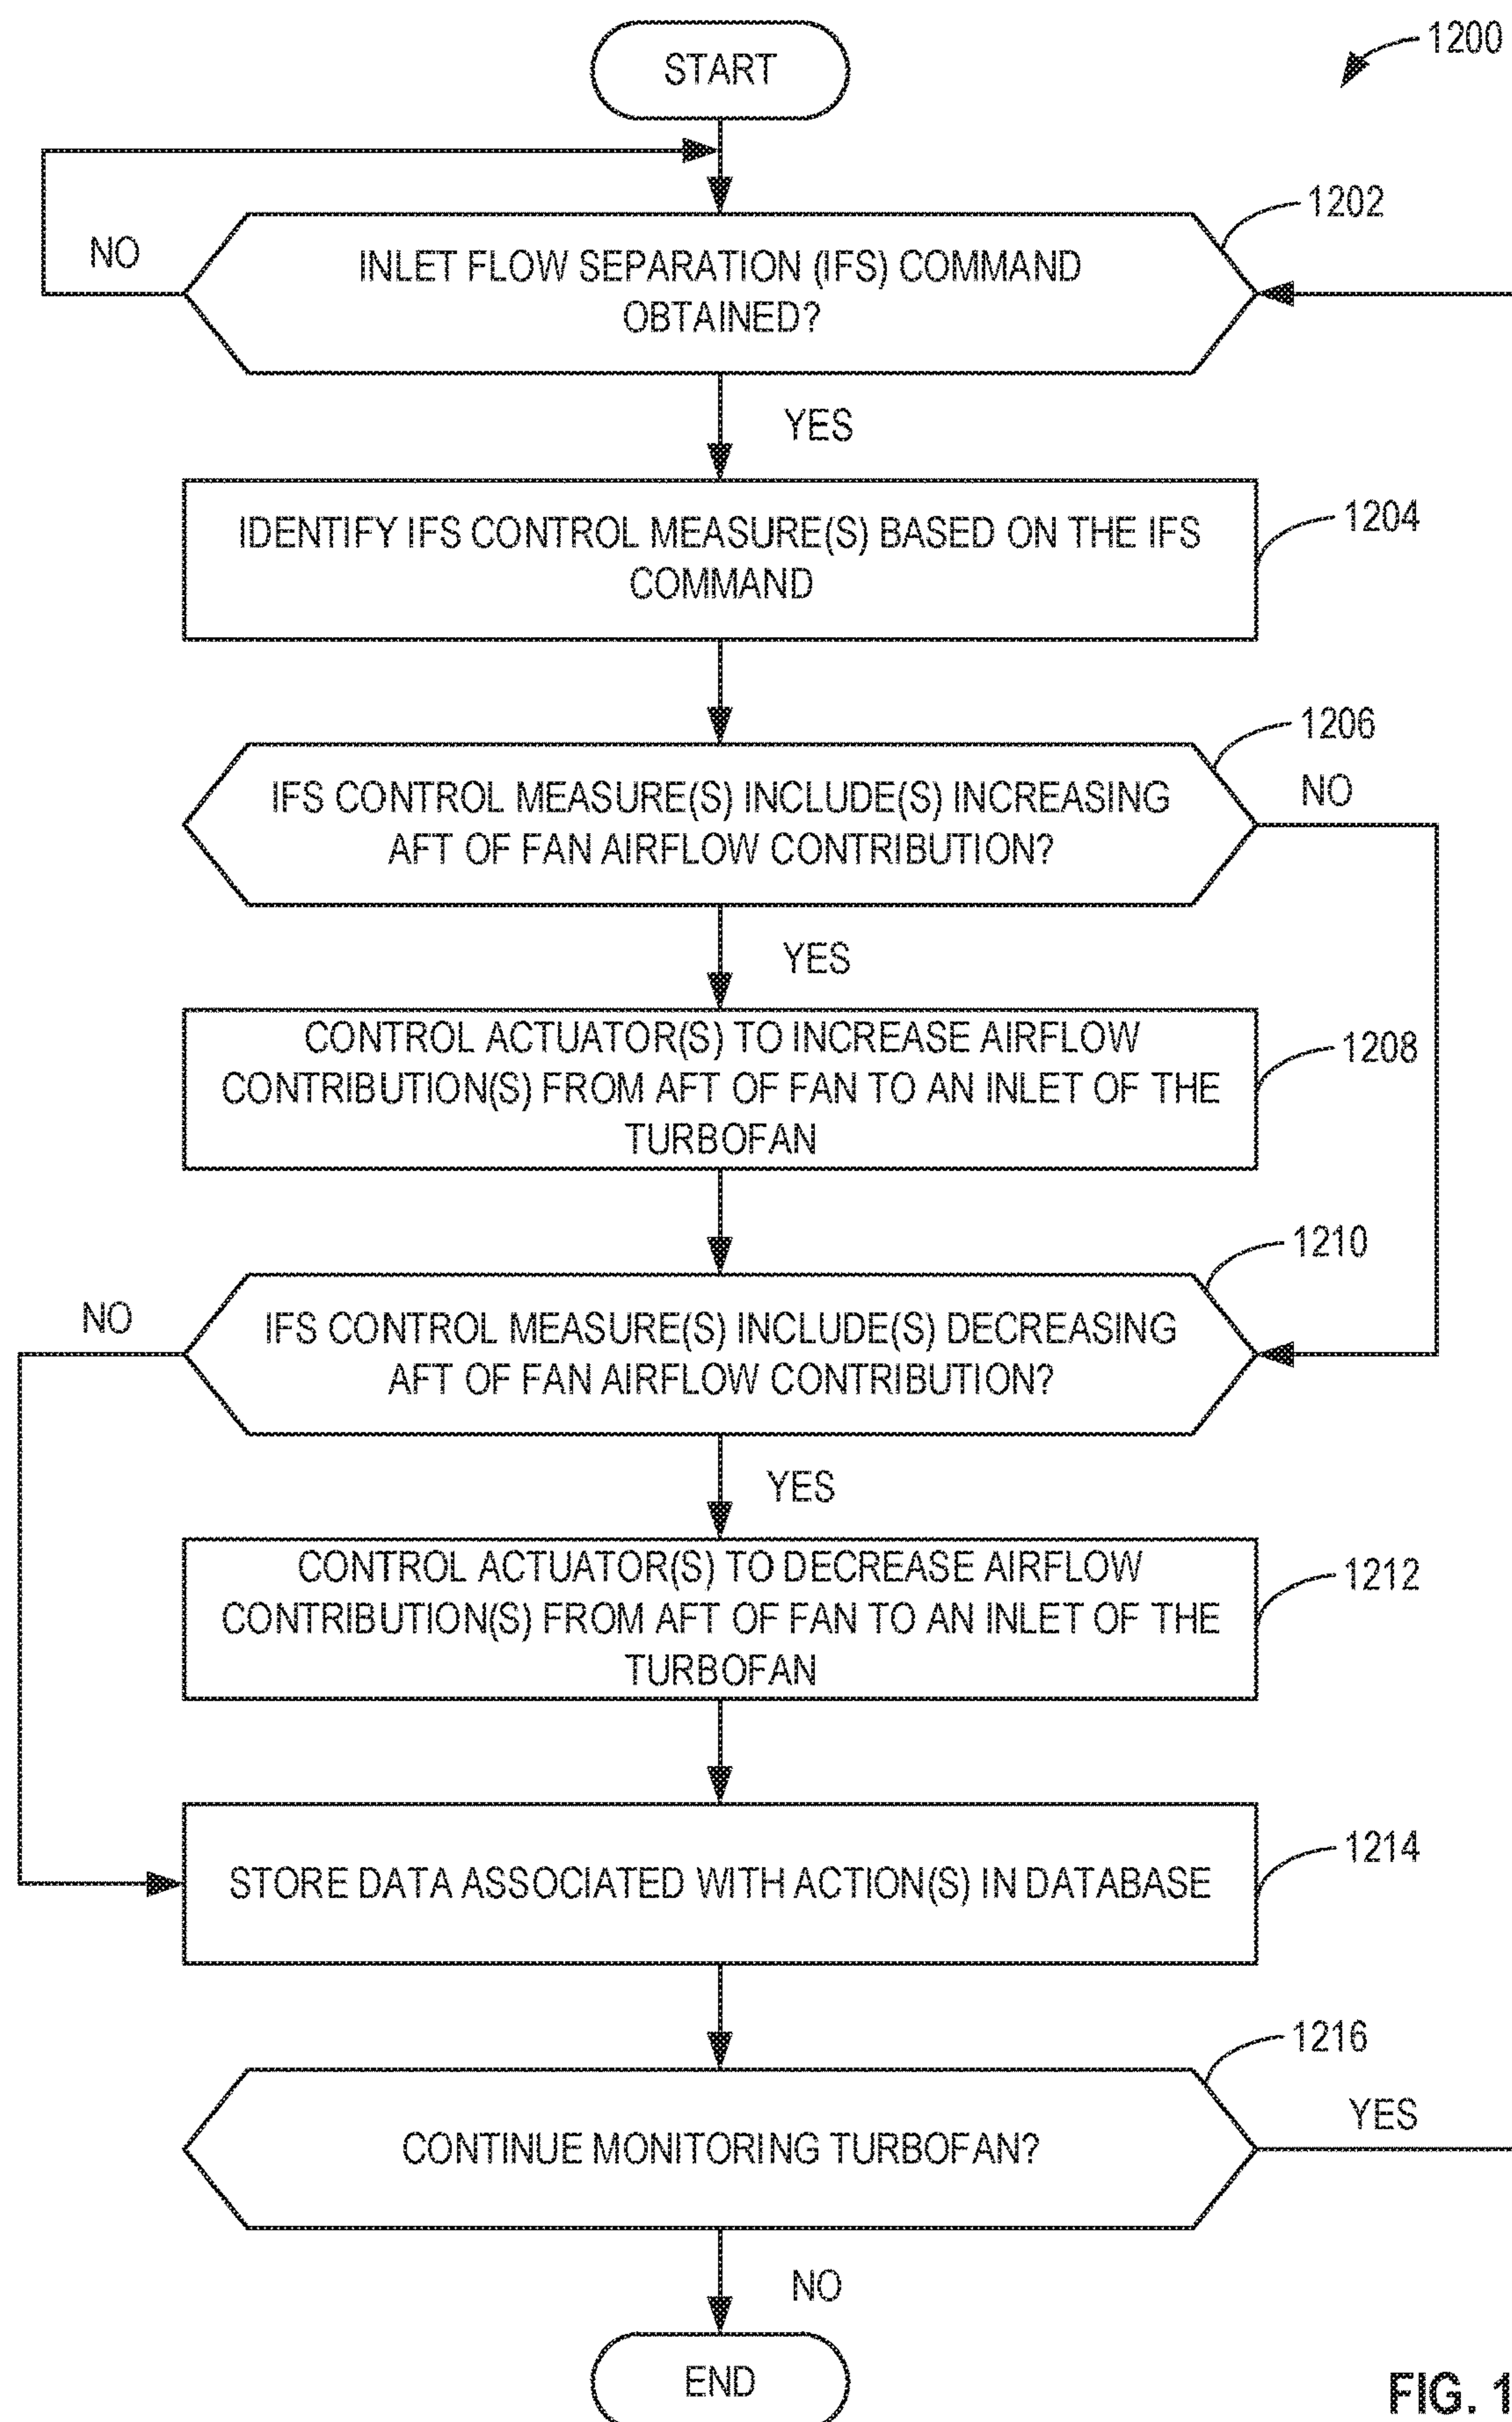 START
1200
1202
NO
INLET FLOW SEPARATION (IFS) COMMAND
OBTAINED?
YES
IDENTIFY IFS CONTROL MEASURE(S) BASED ON THE IFS
COMMAND
1204
1206
IFS CONTROL MEASURE(S) INCLUDE(S) INCREASING
AFT OF FAN AIRFLOW CONTRIBUTION?
NO
YES
CONTROL ACTUATOR(S) TO INCREASE AIRFLOW
CONTRIBUTION(S) FROM AFT OF FAN TO AN INLET OF THE
TURBOFAN
1208
1210
NO
IFS CONTROL MEASURE(S) INCLUDE(S) DECREASING
AFT OF FAN AIRFLOW CONTRIBUTION?
YES
CONTROL ACTUATOR(S) TO DECREASE AIRFLOW
CONTRIBUTION(S) FROM AFT OF FAN TO AN INLET OF THE
TURBOFAN
1212
STORE DATA ASSOCIATED WITH ACTION(S) IN DATABASE
1214
1216
CONTINUE MONITORING TURBOFAN?
YES
NO
END
FIG. 1